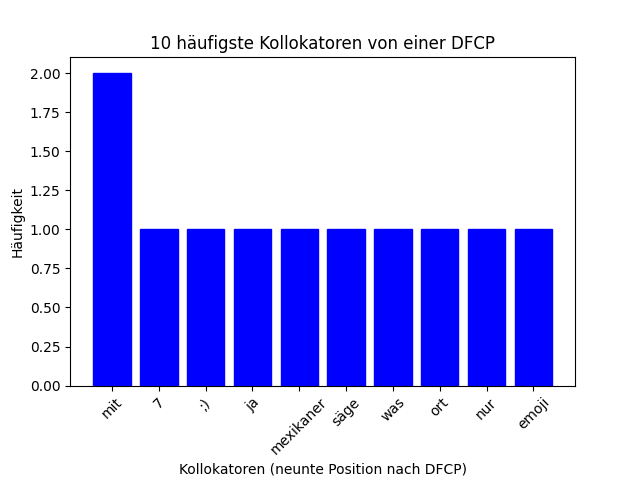 10 häufigste Kollokatoren von einer DFCP
Häufigkeit
2.00
1.75
1.50
1.25
1.00
0.75
0.50
0.25
0.00
mit 7 ;) ja mexikaner säge was ort nur emoji
Kollokatoren (neunte Position nach DFCP)